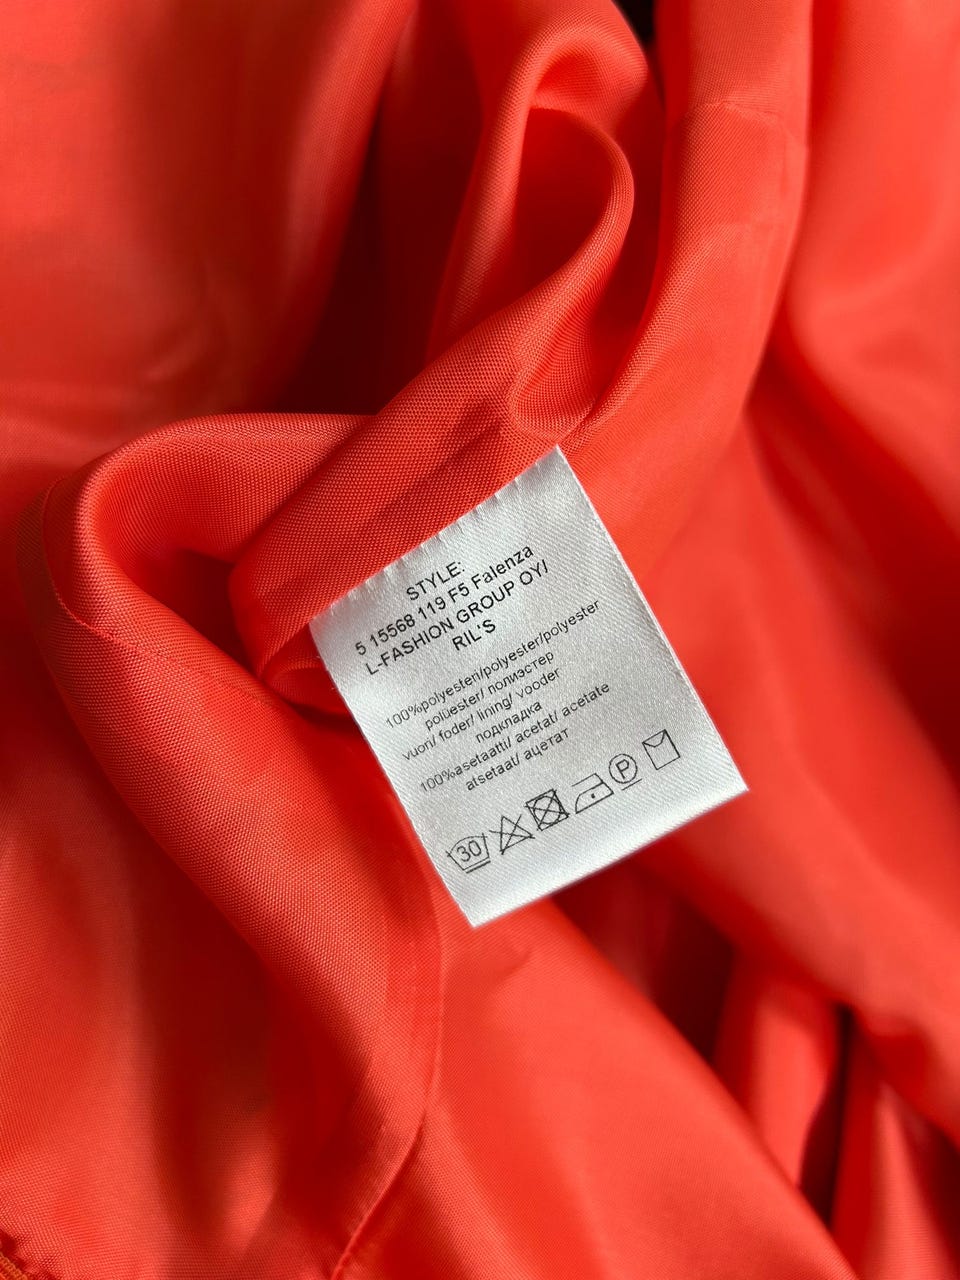 STYLE:
5 15568 119 F5 Falenza
L-FASHION GROUP OY/
RIL'S
100%polyesteri/polyester/polyester
polüester/ полиэстер
vuori/ foder/ lining/ vooder
подкладка
100%asetaatti/ acetat/ acetate
atsetaat/ ацетат
30
P